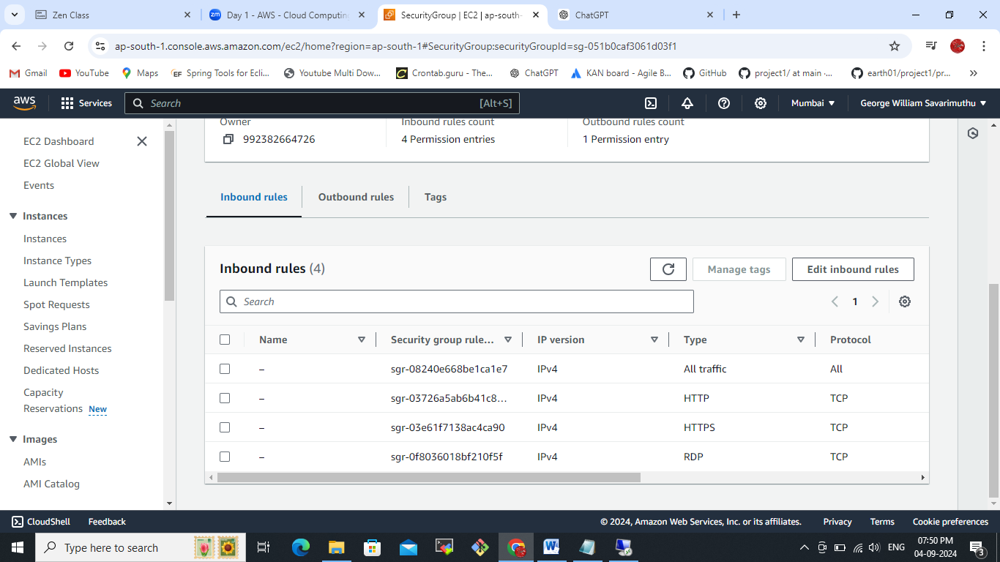 Zen Class
Day 1 - AWS - Cloud Computing
SecurityGroup | EC2 | ap-south-
ChatGPT
ap-south-1.console.aws.amazon.com/ec2/home?region=ap-south-1#SecurityGroup:securityGroupId=sg-051b0caf3061d03f1
Gmail YouTube Maps Spring Tools for Ecli... Youtube Multi Dow... Crontab.guru - The... ChatGPT KAN board - Agile B... GitHub project1/ at main ·... earth01/project1/pr...
aws Services Search [Alt+S] Mumbai George William Savarimuthu
EC2 Dashboard
EC2 Global View
Events
Instances
Instances
Instance Types
Launch Templates
Spot Requests
Savings Plans
Reserved Instances
Dedicated Hosts
Capacity
Reservations New
Images
AMIs
AMI Catalog
Owner Inbound rules count Outbound rules count
992382664726 4 Permission entries 1 Permission entry
Inbound rules Outbound rules Tags
Inbound rules (4) Manage tags Edit inbound rules
Search 1
Name Security group rule... IP version Type Protocol
– sgr-08240e668be1ca1e7 IPv4 All traffic All
– sgr-03726a5ab6b41c8... IPv4 HTTP TCP
– sgr-03e61f7138ac4ca90 IPv4 HTTPS TCP
– sgr-0f8036018bf210f5f IPv4 RDP TCP
CloudShell Feedback © 2024, Amazon Web Services, Inc. or its affiliates. Privacy Terms Cookie preferences
Type here to search ENG 07:50 PM
04-09-2024 3